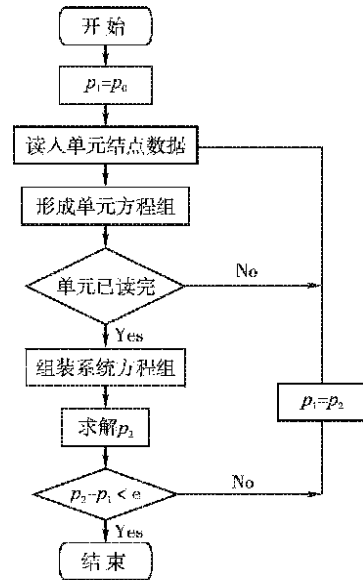 开 始
p₁=p₀
读入单元结点数据
形成单元方程组
单元已读完
No
Yes
组装系统方程组
p₁=p₂
求解p₂
p₂-p₁<e
No
Yes
结 束